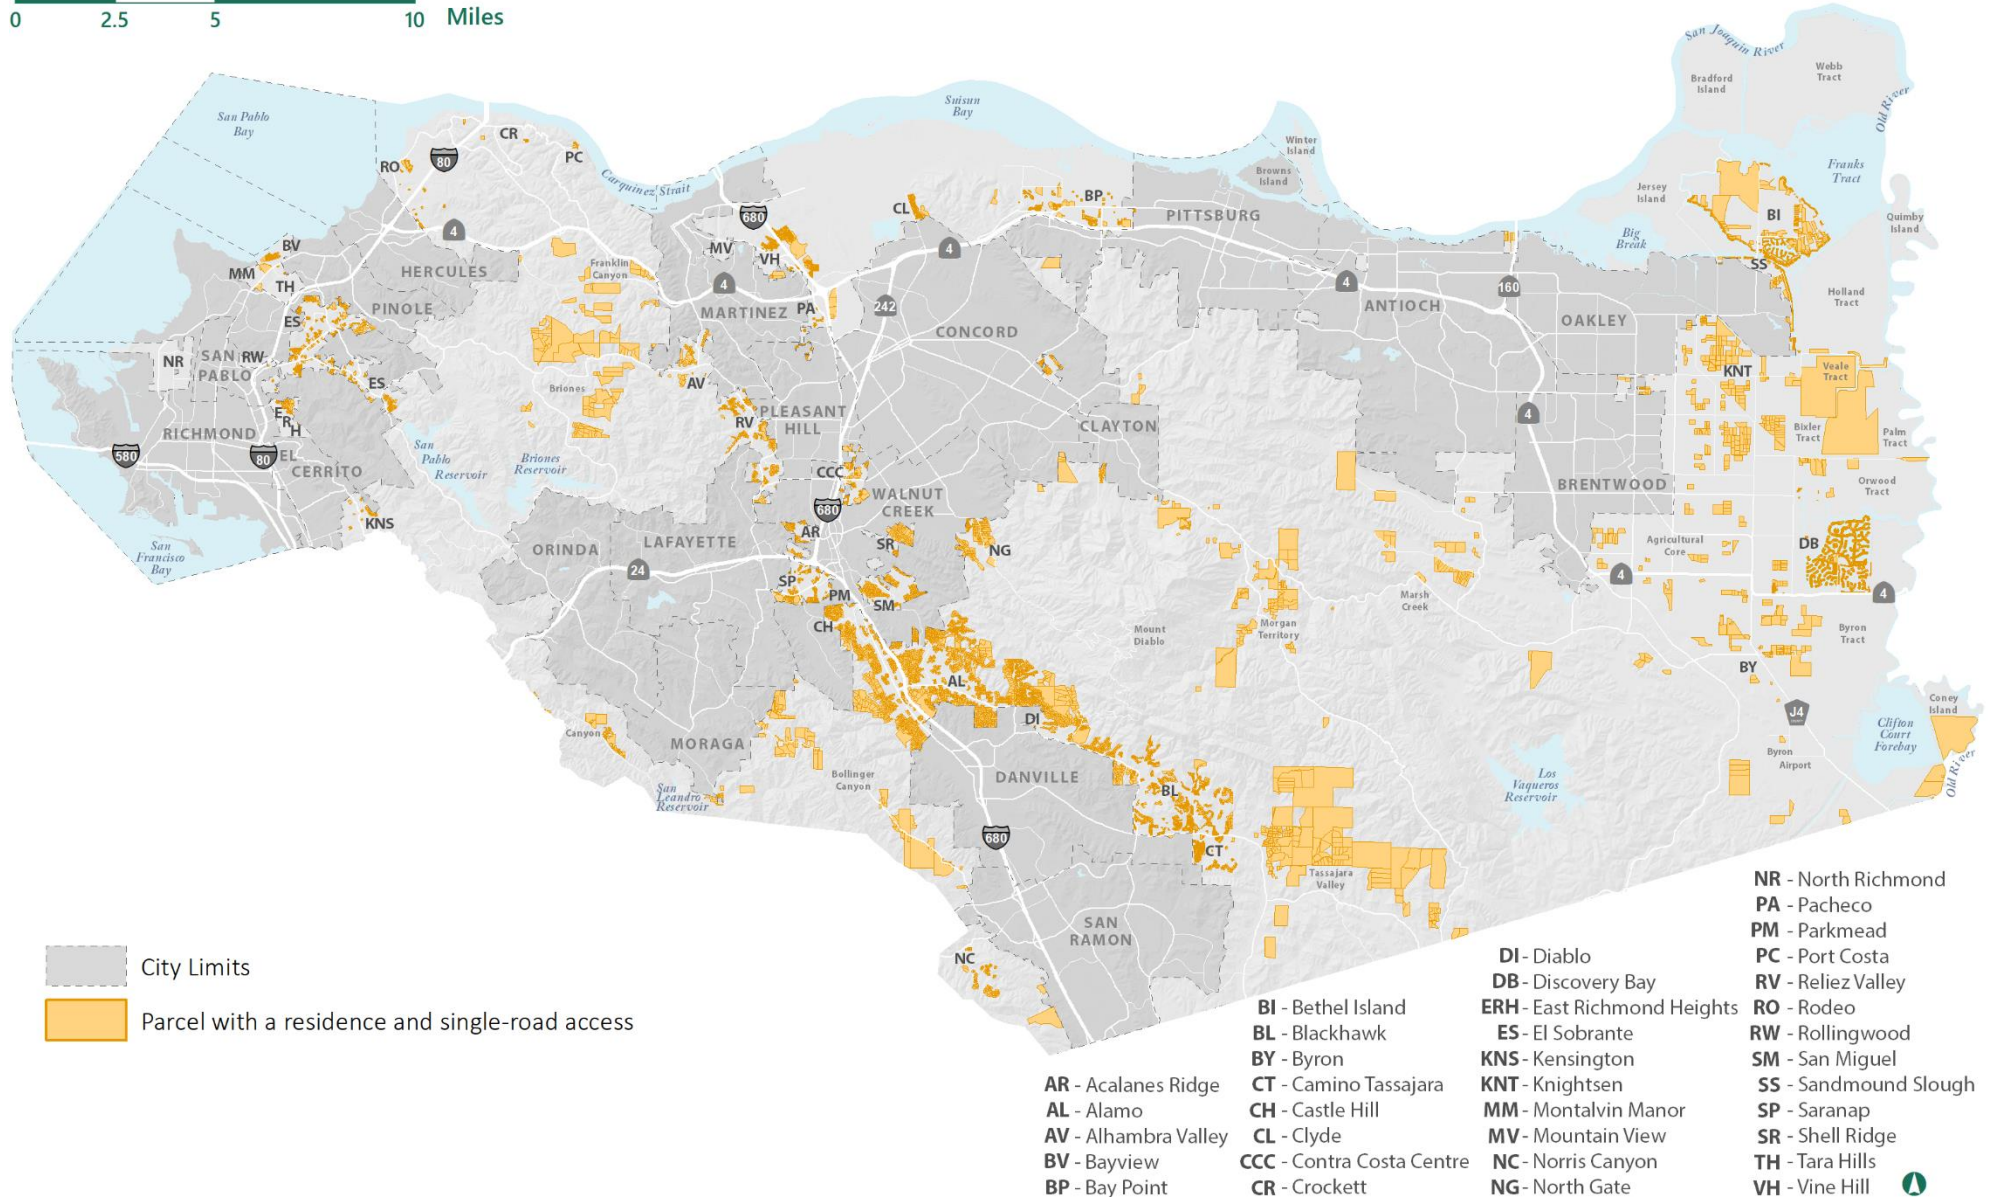 0 2.5 5 10 Miles
San Joaquin River
Webb
Tract
Bradford
Island
Old River
Suisun
Bay
San Pablo
Bay
CR
80
PC
RO
Carquinez Strait
Winter
Island
Browns
Island
Franks
Tract
Jersey
Island
BI
Quimby
Island
Big
Break
SS
CL
BP
PITTSBURG
680
MV
VH
4
4
BV
MM
TH
HERCULES
Franklin
Canyon
4
MARTINEZ
PA
242
CONCORD
4
ANTIOCH
160
OAKLEY
Holland
Tract
PINOLE
ES
NR
SAN
PABLO
RW
ES
Briones
AV
KNT
Veale
Tract
E
R
H
RICHMOND
580
80
EL
CERRITO
RV
PLEASANT
HILL
CLAYTON
4
Bixler
Tract
Palm
Tract
San
Pablo
Reservoir
Briones
Reservoir
CCC
WALNUT
CREEK
680
BRENTWOOD
Orwood
Tract
KNS
San
Francisco
Bay
ORINDA
LAFAYETTE
24
AR
SR
NG
SP
PM
SM
CH
Agricultural
Core
DB
4
4
Marsh
Creek
Morgan
Territory
Mount
Diablo
Byron
Tract
BY
AL
DI
Coney
Island
J4
Clifton
Court
Forebay
Byron
Airport
Old River
Canyon
MORAGA
Bollinger
Canyon
San
Leandro
Reservoir
DANVILLE
BL
680
CT
Los
Vaqueros
Reservoir
Tassajara
Valley
SAN
RAMON
NC
City Limits
Parcel with a residence and single-road access
AR - Acalanes Ridge
AL - Alamo
AV - Alhambra Valley
BV - Bayview
BP - Bay Point
BI - Bethel Island
BL - Blackhawk
BY - Byron
CT - Camino Tassajara
CH - Castle Hill
CL - Clyde
CCC - Contra Costa Centre
CR - Crockett
DI - Diablo
DB - Discovery Bay
ERH - East Richmond Heights
ES - El Sobrante
KNS - Kensington
KNT - Knightsen
MM - Montalvin Manor
MV - Mountain View
NC - Norris Canyon
NG - North Gate
NR - North Richmond
PA - Pacheco
PM - Parkmead
PC - Port Costa
RV - Reliez Valley
RO - Rodeo
RW - Rollingwood
SM - San Miguel
SS - Sandmound Slough
SP - Saranap
SR - Shell Ridge
TH - Tara Hills
VH - Vine Hill